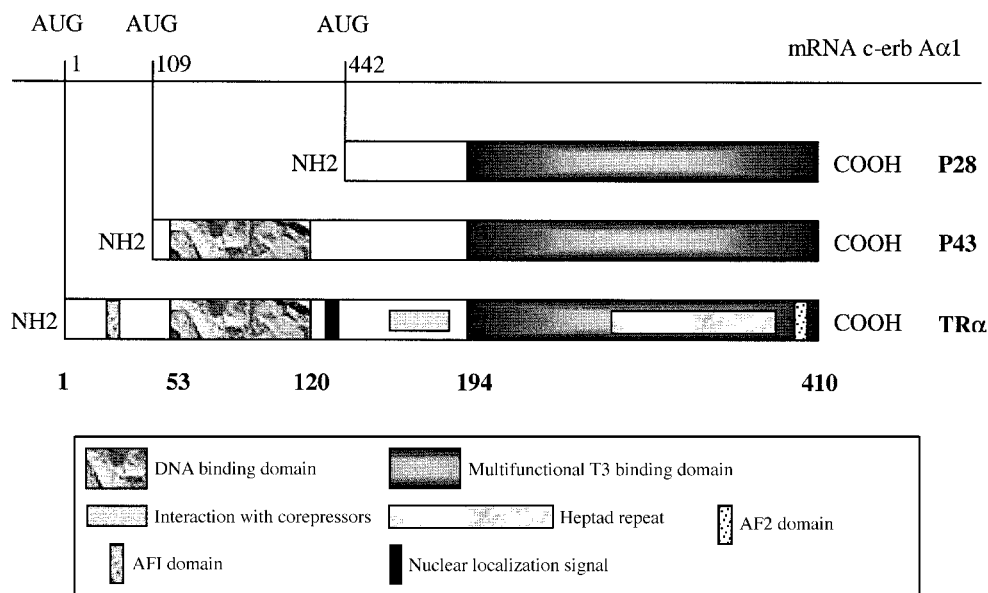 AUG AUG AUG
1 109 442 mRNA c-erb Aα1
NH2 COOH P28
NH2 COOH P43
NH2 COOH TRα
1 53 120 194 410
DNA binding domain Multifunctional T3 binding domain
Interaction with corepressors Heptad repeat AF2 domain
AFI domain Nuclear localization signal